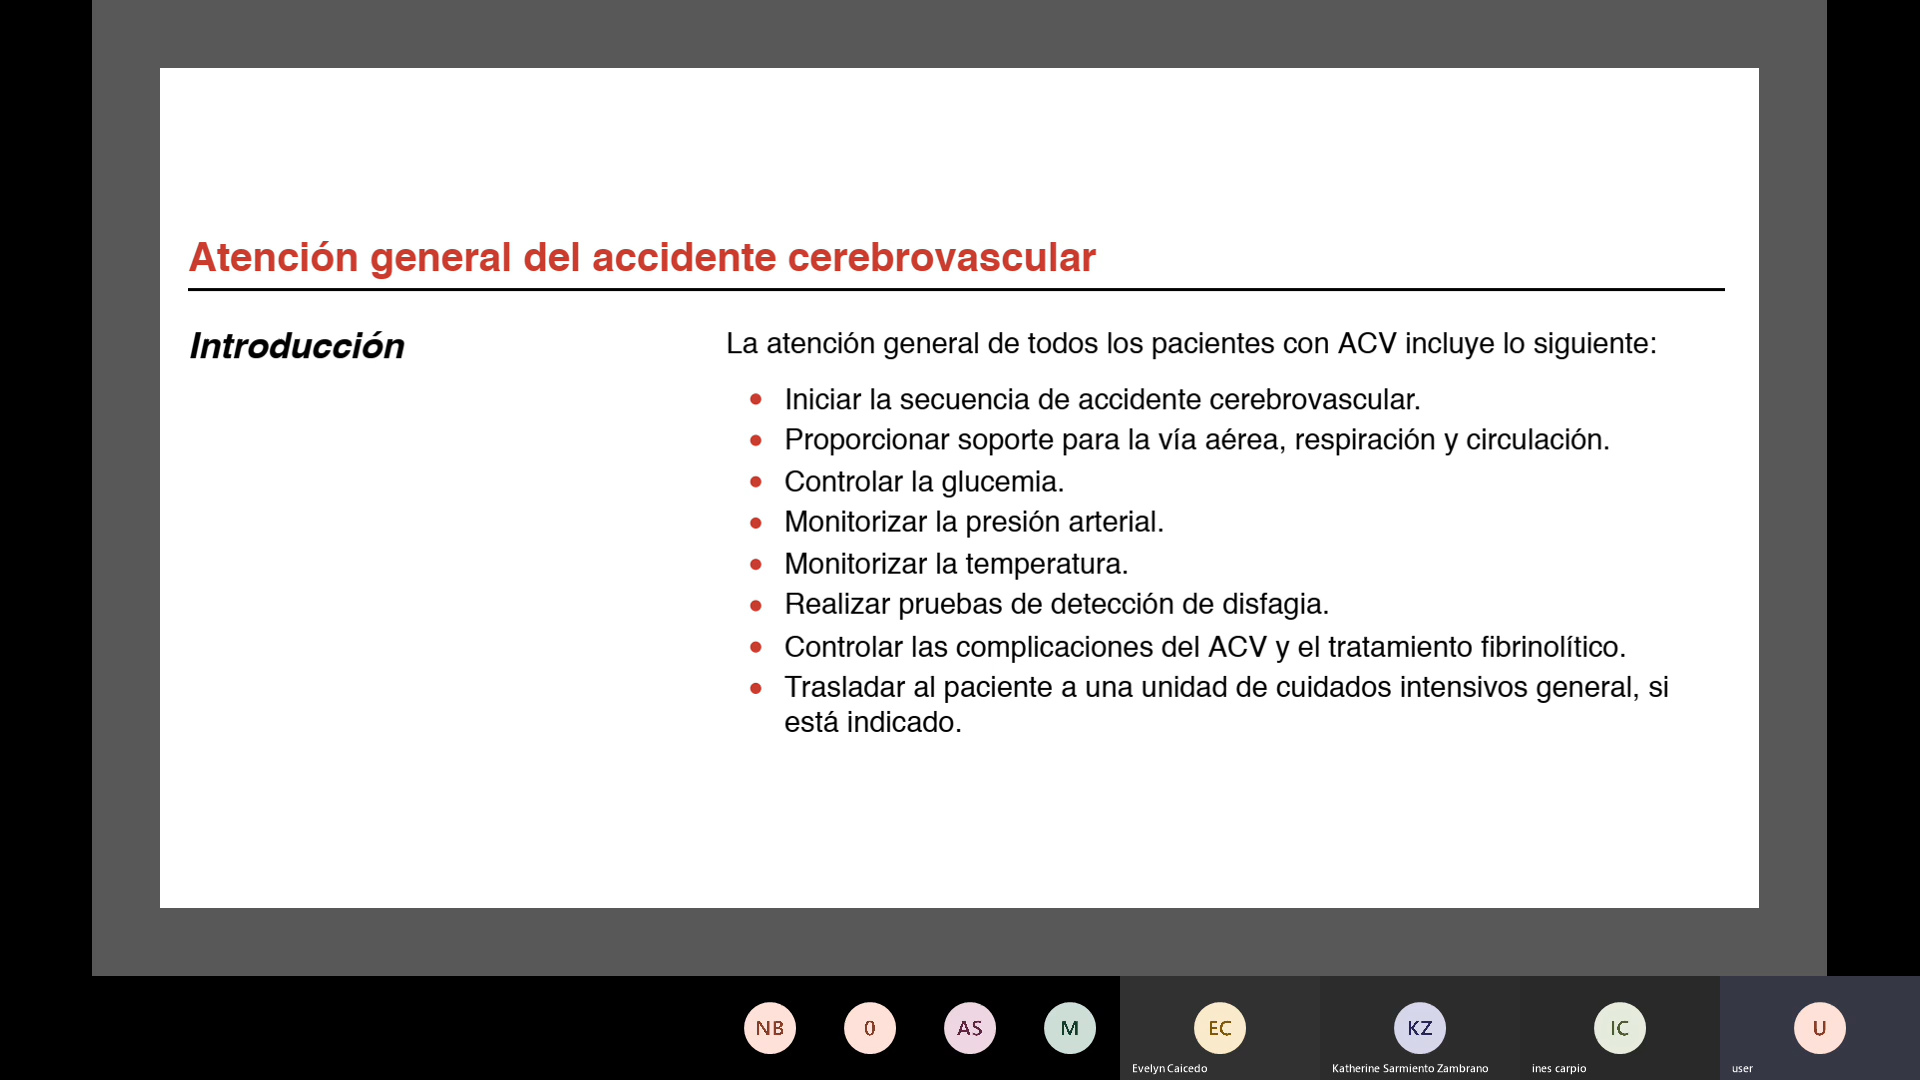 Atención general del accidente cerebrovascular
Introducción
La atención general de todos los pacientes con ACV incluye lo siguiente:
• Iniciar la secuencia de accidente cerebrovascular.
• Proporcionar soporte para la vía aérea, respiración y circulación.
• Controlar la glucemia.
• Monitorizar la presión arterial.
• Monitorizar la temperatura.
• Realizar pruebas de detección de disfagia.
• Controlar las complicaciones del ACV y el tratamiento fibrinolítico.
• Trasladar al paciente a una unidad de cuidados intensivos general, si
está indicado.
NB
0
AS
M
EC
KZ
IC
U
Evelyn Caicedo
Katherine Sarmiento Zambrano
ines carpio
user